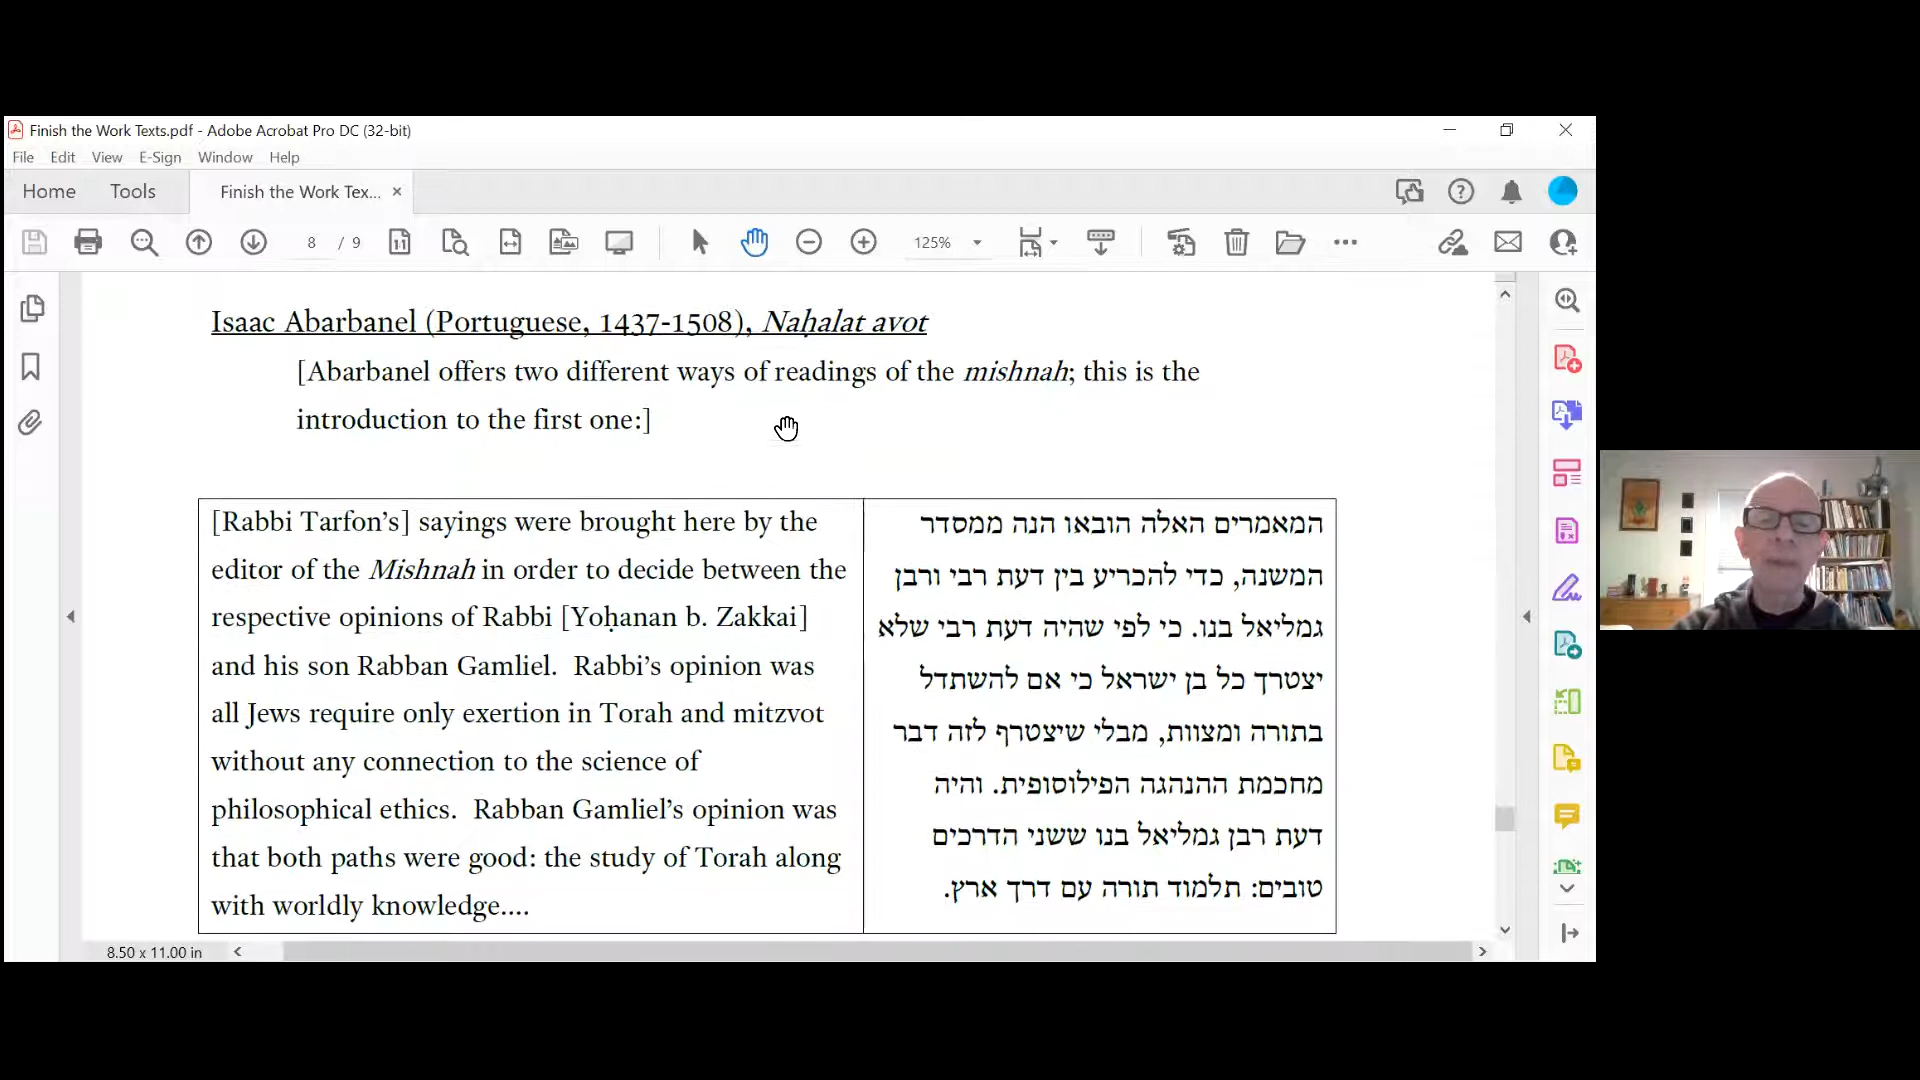 Finish the Work Texts.pdf - Adobe Acrobat Pro DC (32-bit)
File Edit View E-Sign Window Help
Home Tools Finish the Work Tex... ×
8 / 9 125%
Isaac Abarbanel (Portuguese, 1437-1508), Naḥalat avot
[Abarbanel offers two different ways of readings of the mishnah; this is the
introduction to the first one:]
[Rabbi Tarfon’s] sayings were brought here by the
editor of the Mishnah in order to decide between the
respective opinions of Rabbi [Yoḥanan b. Zakkai]
and his son Rabban Gamliel.  Rabbi’s opinion was
all Jews require only exertion in Torah and mitzvot
without any connection to the science of
philosophical ethics.  Rabban Gamliel’s opinion was
that both paths were good: the study of Torah along
with worldly knowledge....
המאמרים האלה הובאו הנה ממסדר
המשנה, כדי להכריע בין דעת רבי ורבן
גמליאל בנו. כי לפי שהיה דעת רבי שלא
יצטרך כל בן ישראל כי אם להשתדל
בתורה ומצוות, מבלי שיצטרף לזה דבר
מחכמת ההנהגה הפילוסופית. והיה
דעת רבן גמליאל בנו ששני הדרכים
טובים: תלמוד תורה עם דרך ארץ.
8.50 x 11.00 in